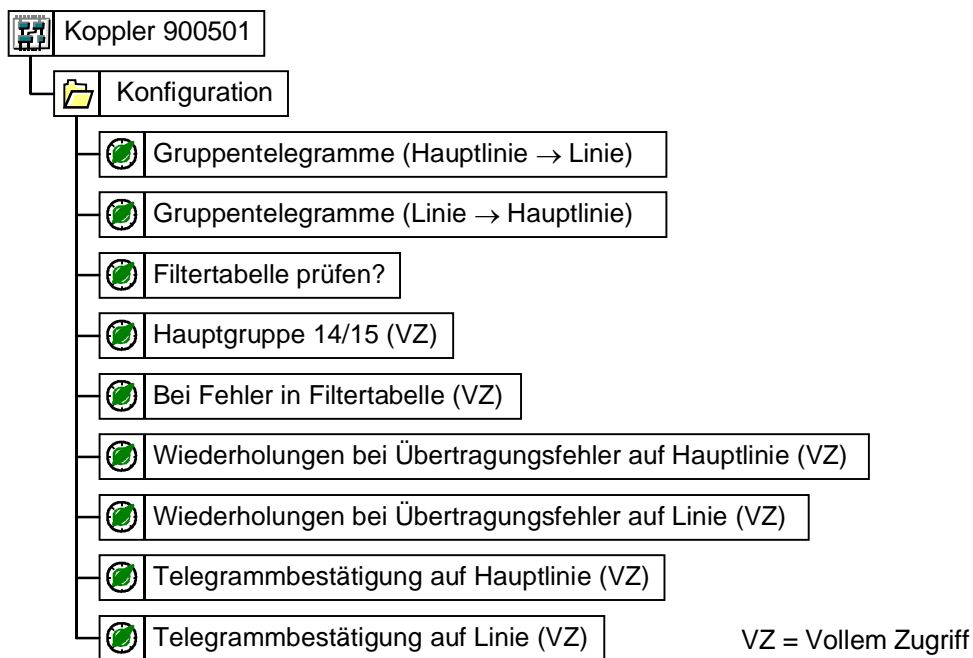 Koppler 900501
Konfiguration
Gruppentelegramme (Hauptlinie → Linie)
Gruppentelegramme (Linie → Hauptlinie)
Filtertabelle prüfen?
Hauptgruppe 14/15 (VZ)
Bei Fehler in Filtertabelle (VZ)
Wiederholungen bei Übertragungsfehler auf Hauptlinie (VZ)
Wiederholungen bei Übertragungsfehler auf Linie (VZ)
Telegrammbestätigung auf Hauptlinie (VZ)
Telegrammbestätigung auf Linie (VZ)
VZ = Vollem Zugriff